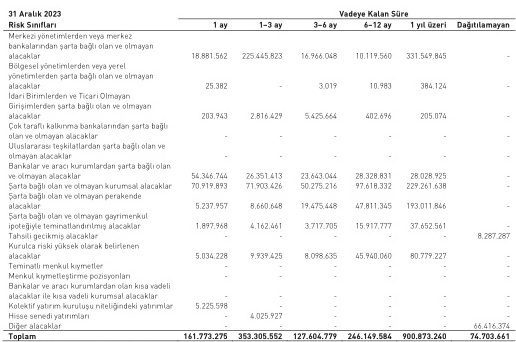 31 Aralık 2023 Vadeye Kalan Süre
Risk Sınıfları 1 ay 1–3 ay 3–6 ay 6–12 ay 1 yıl üzeri Dağıtılamayan
Merkezi yönetimlerden veya merkez
bankalarından şarta bağlı olan ve olmayan
alacaklar 18.881.562 225.445.823 16.966.048 10.119.560 331.549.845 -
Bölgesel yönetimlerden veya yerel
yönetimlerden şarta bağlı olan ve olmayan
alacaklar 25.382 - 3.019 10.983 384.124 -
İdari Birimlerden ve Ticari Olmayan
Girişimlerden şarta bağlı olan ve olmayan
alacaklar 203.943 2.816.429 5.425.664 402.696 205.074 -
Çok taraflı kalkınma bankalarından şarta bağlı
olan ve olmayan alacaklar - - - - - -
Uluslararası teşkilatlardan şarta bağlı olan ve
olmayan alacaklar - - - - - -
Bankalar ve aracı kurumlardan şarta bağlı olan
ve olmayan alacaklar 54.346.744 26.351.413 23.643.044 28.328.831 28.028.925 -
Şarta bağlı olan ve olmayan kurumsal alacaklar 70.919.893 71.903.426 50.275.216 97.618.332 229.261.638 -
Şarta bağlı olan ve olmayan perakende
alacaklar 5.237.957 8.660.648 19.475.448 47.811.345 193.011.846 -
Şarta bağlı olan ve olmayan gayrimenkul
ipoteğiyle teminatlandırılmış alacaklar 1.897.968 4.162.461 3.717.705 15.917.777 37.652.561 -
Tahsili gecikmiş alacaklar - - - - - 8.287.287
Kurulca riski yüksek olarak belirlenen
alacaklar 5.034.228 9.939.425 8.098.635 45.940.060 80.779.227 -
Teminatlı menkul kıymetler - - - - - -
Menkul kıymetleştirme pozisyonları - - - - - -
Bankalar ve aracı kurumlardan olan kısa vadeli
alacaklar ile kısa vadeli kurumsal alacaklar - - - - - -
Kolektif yatırım kuruluşu niteliğindeki yatırımlar 5.225.598 - - - - -
Hisse senedi yatırımları - 4.025.927 - - - -
Diğer alacaklar - - - - - 66.416.374
Toplam 161.773.275 353.305.552 127.604.779 246.149.584 900.873.240 74.703.661